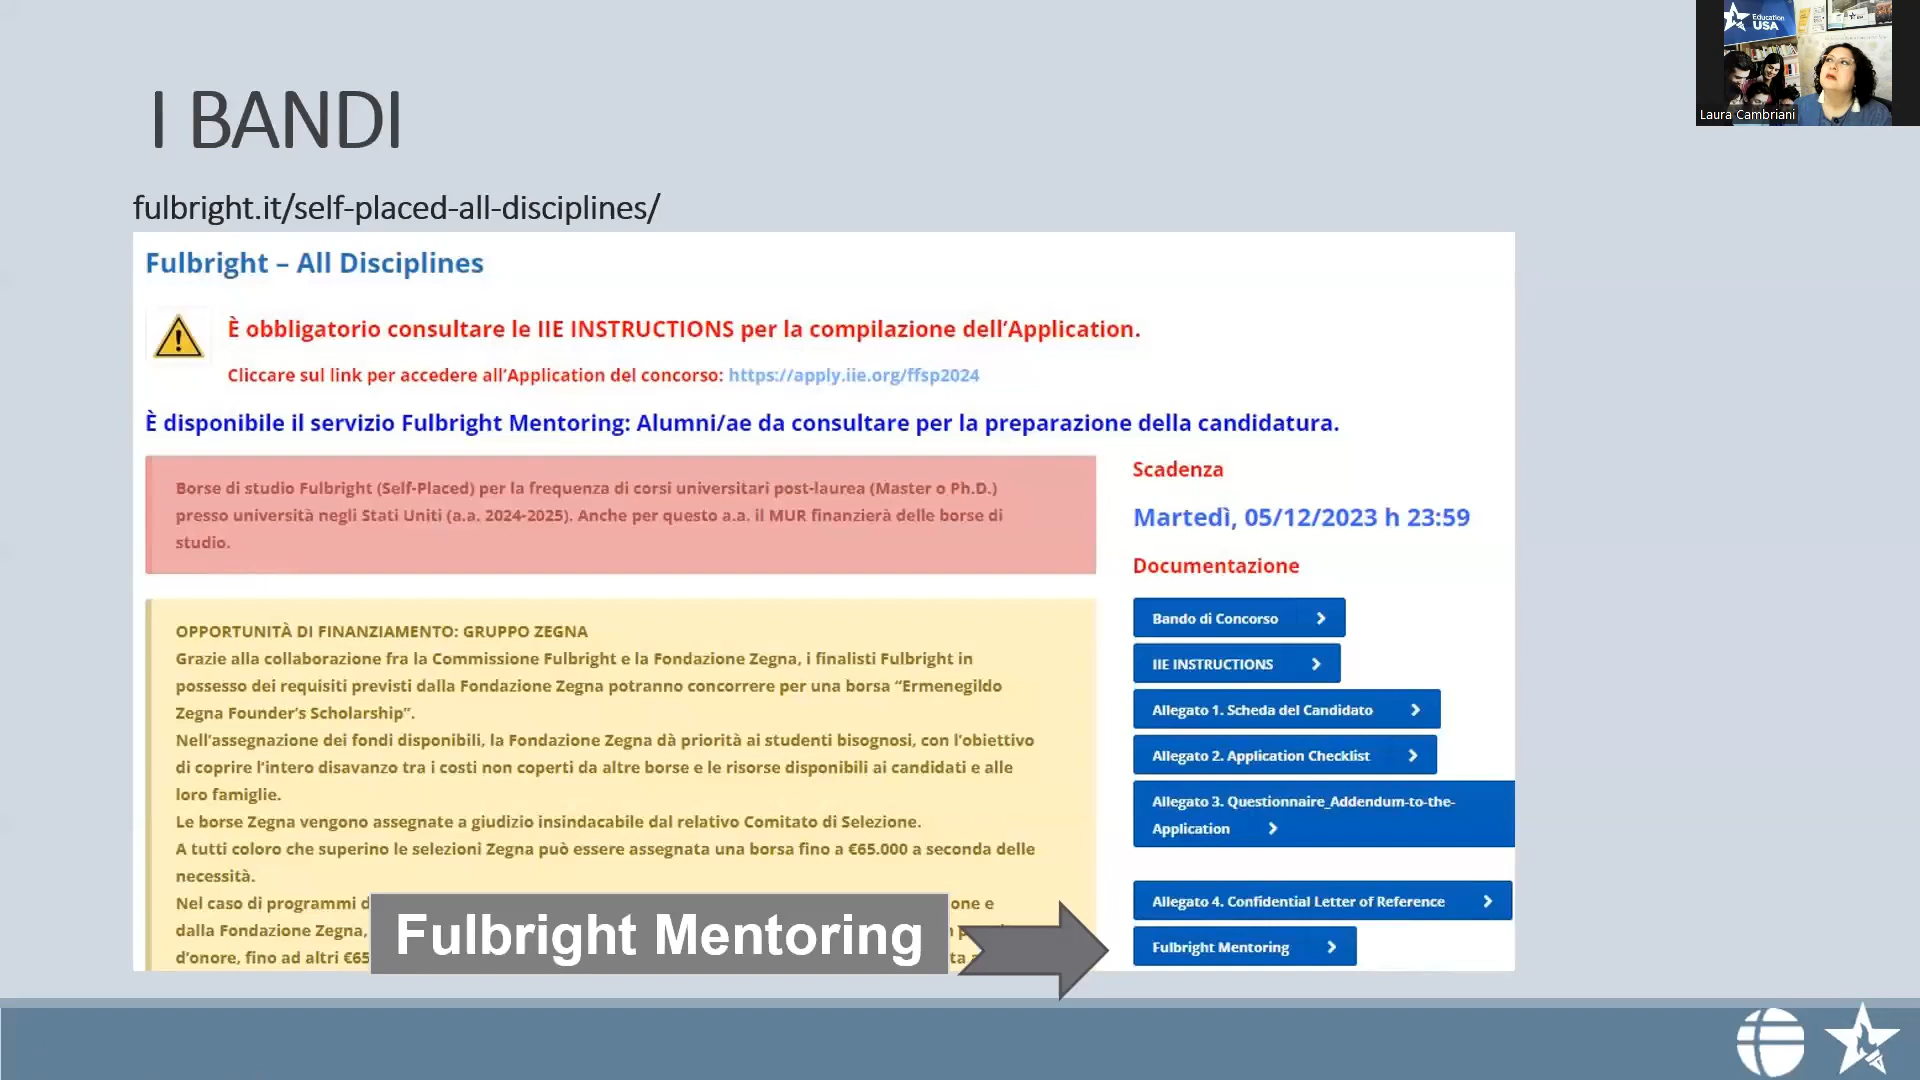 Education
USA
Laura Cambriani
I BANDI
fulbright.it/self-placed-all-disciplines/
Fulbright – All Disciplines
È obbligatorio consultare le IIE INSTRUCTIONS per la compilazione dell’Application.
Cliccare sul link per accedere all’Application del concorso: https://apply.iie.org/ffsp2024
È disponibile il servizio Fulbright Mentoring: Alumni/ae da consultare per la preparazione della candidatura.
Borse di studio Fulbright (Self-Placed) per la frequenza di corsi universitari post-laurea (Master o Ph.D.)
presso università negli Stati Uniti (a.a. 2024-2025). Anche per questo a.a. il MUR finanzierà delle borse di
studio.
OPPORTUNITÀ DI FINANZIAMENTO: GRUPPO ZEGNA
Grazie alla collaborazione fra la Commissione Fulbright e la Fondazione Zegna, i finalisti Fulbright in
possesso dei requisiti previsti dalla Fondazione Zegna potranno concorrere per una borsa “Ermenegildo
Zegna Founder’s Scholarship”.
Nell’assegnazione dei fondi disponibili, la Fondazione Zegna dà priorità ai studenti bisognosi, con l’obiettivo
di coprire l’intero disavanzo tra i costi non coperti da altre borse e le risorse disponibili ai candidati e alle
loro famiglie.
Le borse Zegna vengono assegnate a giudizio insindacabile dal relativo Comitato di Selezione.
A tutti coloro che superino le selezioni Zegna può essere assegnata una borsa fino a €65.000 a seconda delle
necessità.
Nel caso di programmi d one e
dalla Fondazione Zegna,
d’onore, fino ad altri €65 ta
Fulbright Mentoring
Scadenza
Martedì, 05/12/2023 h 23:59
Documentazione
Bando di Concorso
IIE INSTRUCTIONS
Allegato 1. Scheda del Candidato
Allegato 2. Application Checklist
Allegato 3. Questionnaire_Addendum-to-the-
Application
Allegato 4. Confidential Letter of Reference
Fulbright Mentoring